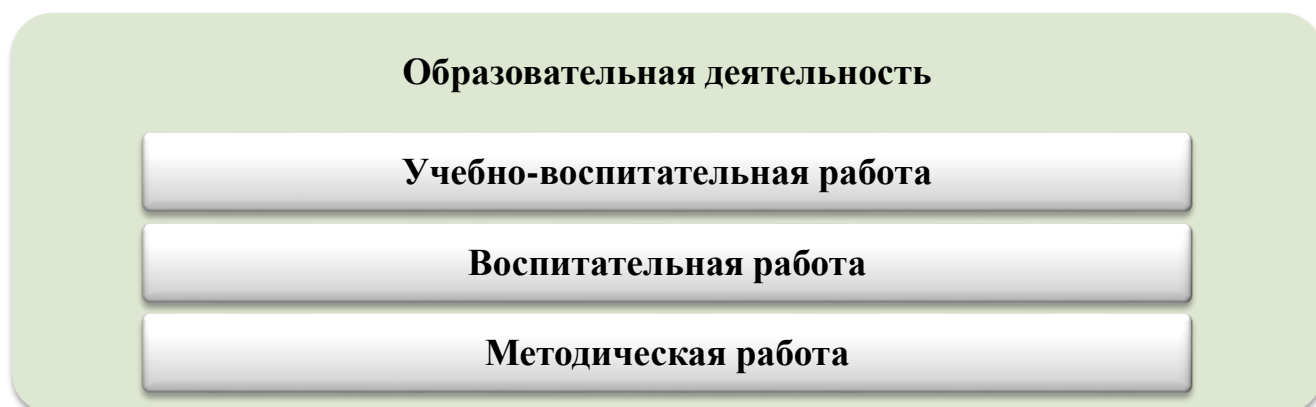 Образовательная деятельность
Учебно-воспитательная работа
Воспитательная работа
Методическая работа